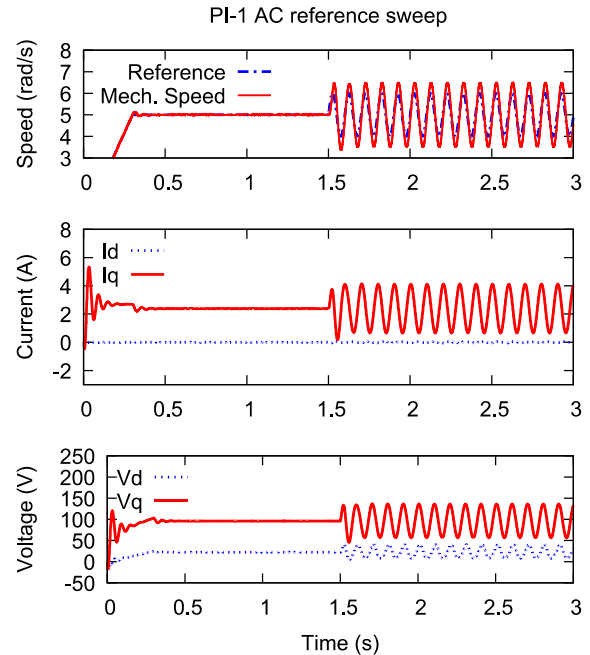 PI-1 AC reference sweep
Speed (rad/s)
8
7
6
5
4
3
Reference
Mech. Speed
0 0.5 1 1.5 2 2.5 3
Current (A)
8
6
4
2
0
-2
Id
Iq
0 0.5 1 1.5 2 2.5 3
Voltage (V)
250
200
150
100
50
0
-50
Vd
Vq
0 0.5 1 1.5 2 2.5 3
Time (s)